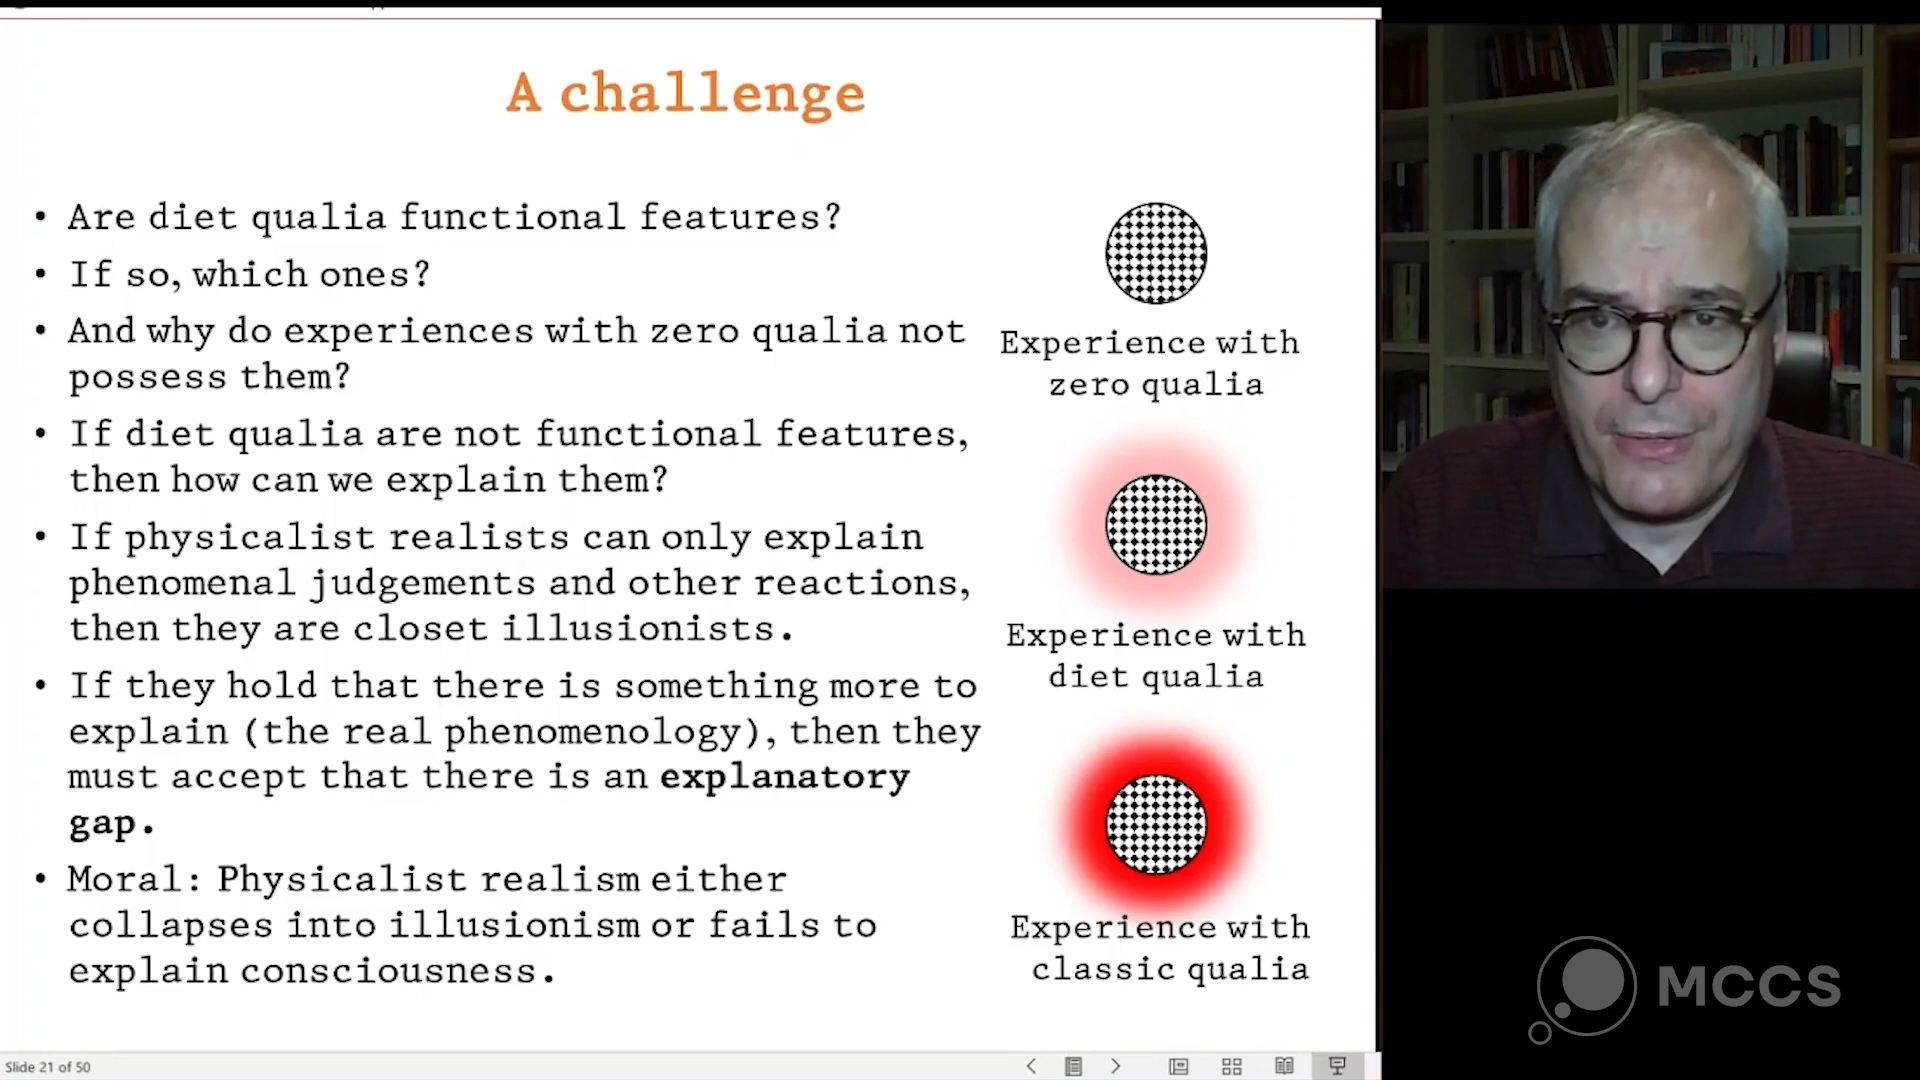 A challenge
• Are diet qualia functional features?
• If so, which ones?
• And why do experiences with zero qualia not
possess them?
• If diet qualia are not functional features,
then how can we explain them?
• If physicalist realists can only explain
phenomenal judgements and other reactions,
then they are closet illusionists.
• If they hold that there is something more to
explain (the real phenomenology), then they
must accept that there is an explanatory
gap.
• Moral: Physicalist realism either
collapses into illusionism or fails to
explain consciousness.
Experience with
zero qualia
Experience with
diet qualia
Experience with
classic qualia
MCCS
Slide 21 of 50